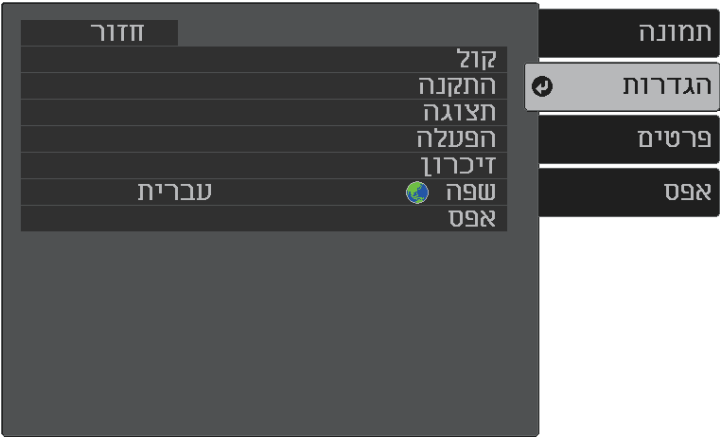 תמונה
הגדרות
פרטים
אפס
חזור
קול
התקנה
תצוגה
הפעלה
זיכרון
שפה עברית
אפס